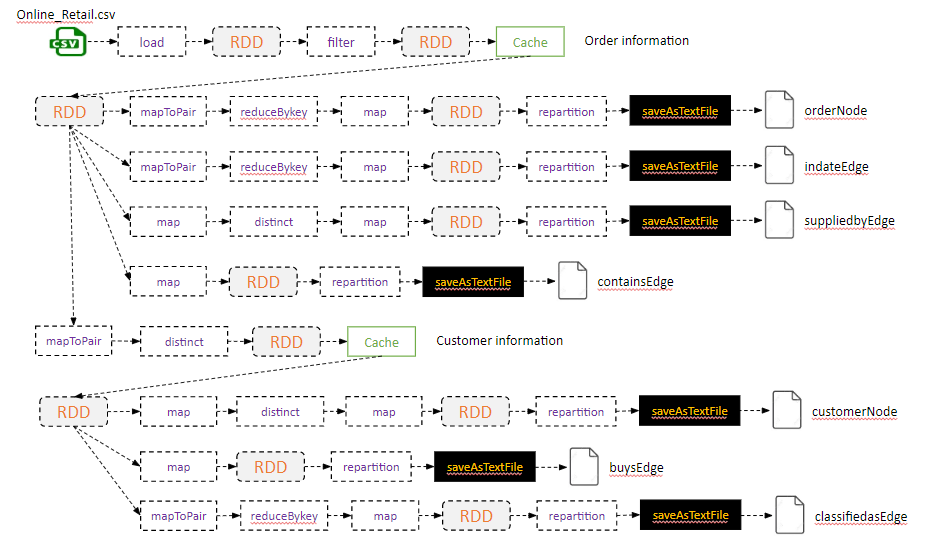 Online_Retail.csv
CSV load RDD filter RDD Cache Order information
RDD mapToPair reduceBykey map RDD repartition saveAsTextFile orderNode
mapToPair reduceBykey map RDD repartition saveAsTextFile indateEdge
map distinct map RDD repartition saveAsTextFile suppliedbyEdge
map RDD repartition saveAsTextFile containsEdge
mapToPair distinct RDD Cache Customer information
RDD map distinct map RDD repartition saveAsTextFile customerNode
map RDD repartition saveAsTextFile buysEdge
mapToPair reduceBykey map RDD repartition saveAsTextFile classifiedasEdge